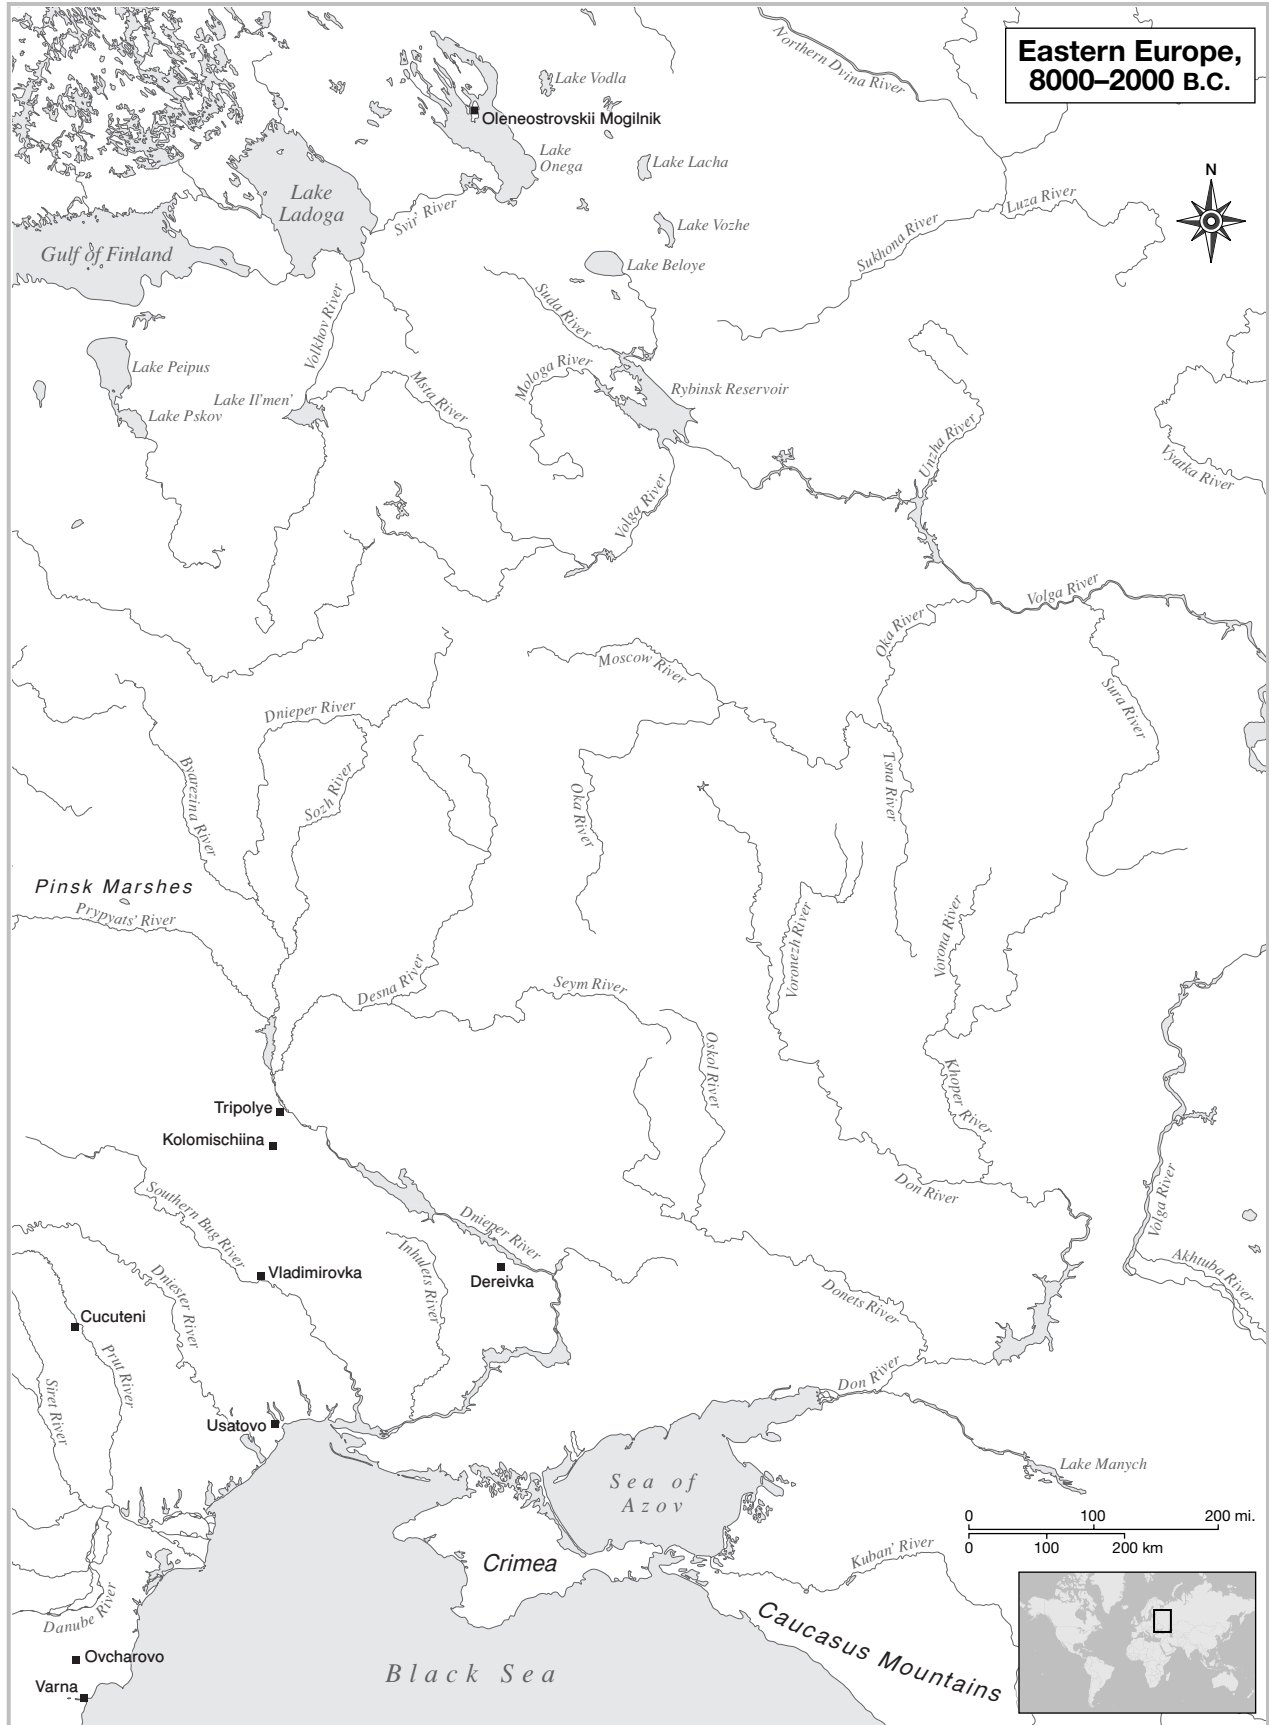 Eastern Europe,
8000–2000 B.C.
Northern Dvina River
Lake Vodla
Oleneostrovskii Mogilnik
Lake
Onega
Lake Lacha
N
Lake
Ladoga
Svir' River
Luza River
Lake Vozhe
Sukhona River
Gulf of Finland
Lake Beloye
Suda River
Volkhov River
Lake Peipus
Mologa River
Rybinsk Reservoir
Msta River
Lake Il'men'
Lake Pskov
Unzha River
Vyatka River
Volga River
Volga River
Oka River
Moscow River
Sura River
Dnieper River
Byarezina River
Sozh River
Oka River
Tsna River
Pinsk Marshes
Prypyats' River
Voronezh River
Vorona River
Desna River
Seym River
Oskol River
Khoper River
Tripolye
Kolomischiina
Southern Bug River
Don River
Volga River
Dnieper River
Inhulets River
Akhtuba River
Vladimirovka
Dereivka
Dniester River
Donets River
Cucuteni
Prut River
Siret River
Don River
Usatovo
Lake Manych
Sea of
Azov
0 100 200 mi.
0 100 200 km
Crimea
Kuban' River
Danube River
Caucasus Mountains
Ovcharovo
Black Sea
Varna